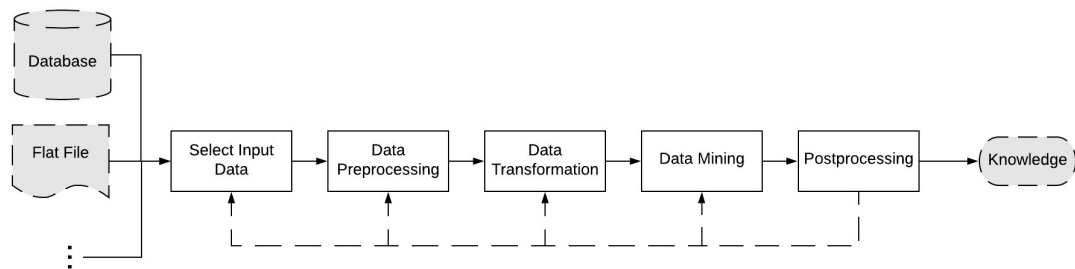 Database
Flat File
Select Input
Data
Data
Preprocessing
Data
Transformation
Data Mining
Postprocessing
Knowledge